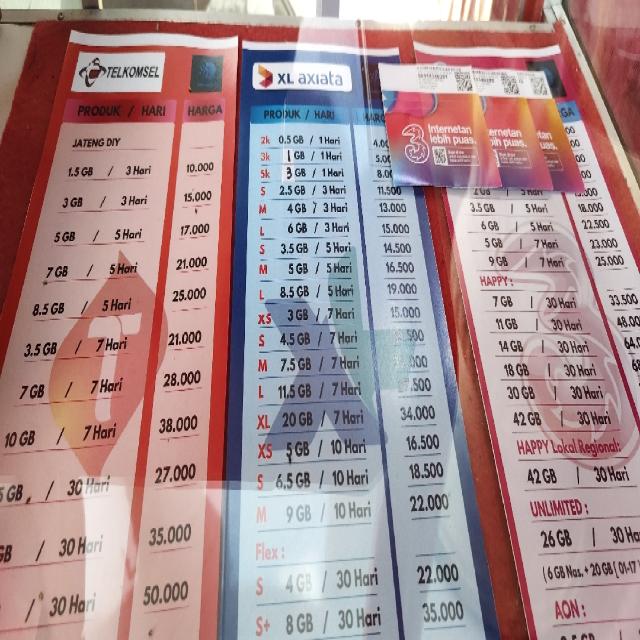 TELKOMSEL
PRODUK / HARI HARGA
JATENG DIY
1.5 GB / 3 Hari 10.000
3 GB / 3 Hari 15.000
5 GB / 5 Hari 17.000
7 GB / 5 Hari 21.000
8.5 GB / 5 Hari 25.000
3.5 GB / 7 Hari 21.000
7 GB / 7 Hari 28.000
10 GB / 7 Hari 38.000
/ 30 Hari 27.000
/ 30 Hari 35.000
/ 30 Hari 50.000
XL axiata
PRODUK / HARI
2k 0.5 GB / 1 Hari
3k 1 GB / 1 Hari
5k 3 GB / 1 Hari
S 2.5 GB / 3 Hari 11.500
M 4 GB / 3 Hari 13.000
L 6 GB / 3 Hari 15.000
S 3.5 GB / 5 Hari 14.500
M 5 GB / 5 Hari 16.500
L 8.5 GB / 5 Hari 19.000
XS 3 GB / 7 Hari 15.000
S 4.5 GB / 7 Hari
M 7.5 GB / 7 Hari
L 11.5 GB / 7 Hari
XL 20 GB / 7 Hari 34.000
XS 5 GB / 10 Hari 16.500
S 6.5 GB / 10 Hari 18.500
M 9 GB / 10 Hari 22.000
Flex :
S 4 GB / 30 Hari 22.000
S+ 8 GB / 30 Hari 35.000
3
Internetan
lebih puas.
3.5 GB / 5 Hari 18.000
6 GB / 5 Hari 22.500
5 GB / 7 Hari 23.000
9 GB / 7 Hari 25.000
HAPPY :
7 GB / 30 Hari 33.500
11 GB / 30 Hari 48.000
14 GB / 30 Hari
18 GB / 30 Hari
30 GB / 30 Hari
42 GB / 30 Hari
HAPPY Lokal Regional:
42 GB / 30 Hari
UNLIMITED :
26 GB / 30 Hari
(6 GB Nas. + 20 GB
AON :